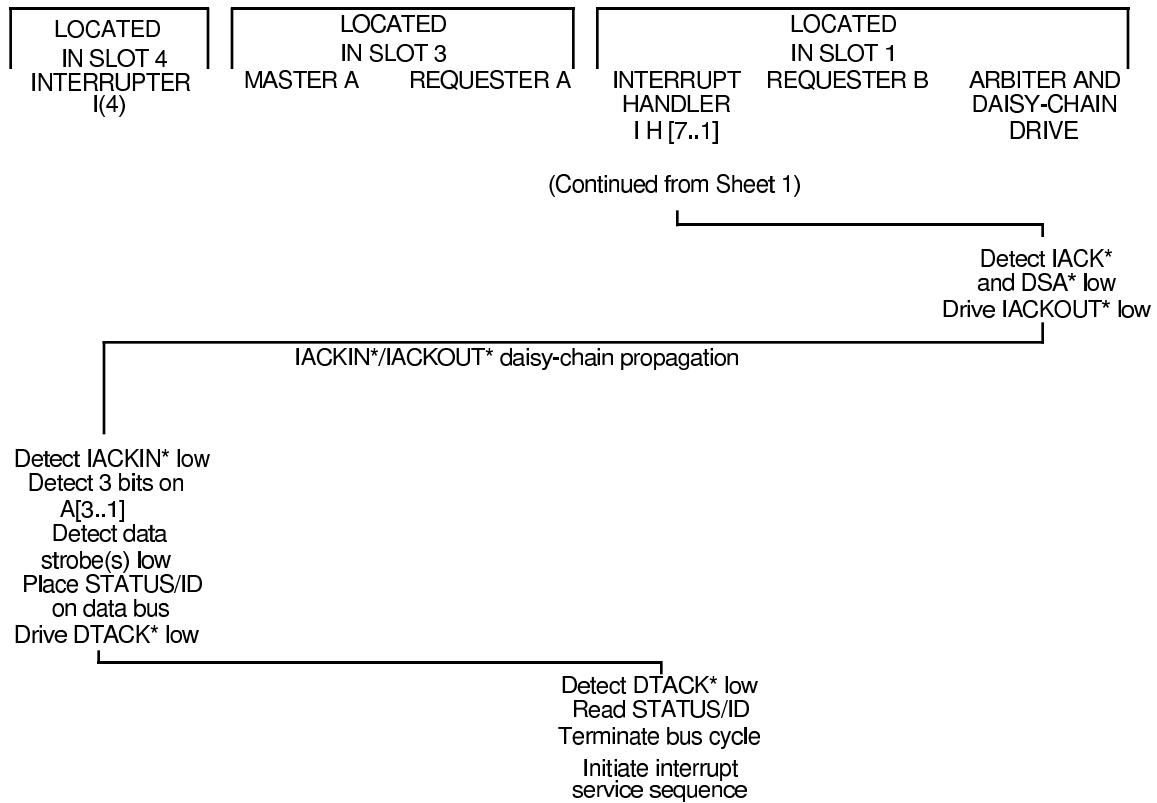 LOCATED
IN SLOT 4
INTERRUPTER
I(4)
LOCATED
IN SLOT 3
MASTER A
REQUESTER A
LOCATED
IN SLOT 1
INTERRUPT
HANDLER
I H [7..1]
REQUESTER B
ARBITER AND
DAISY-CHAIN
DRIVE
(Continued from Sheet 1)
Detect IACK*
and DSA* low
Drive IACKOUT* low
IACKIN*/IACKOUT* daisy-chain propagation
Detect IACKIN* low
Detect 3 bits on
A[3..1]
Detect data
strobe(s) low
Place STATUS/ID
on data bus
Drive DTACK* low
Detect DTACK* low
Read STATUS/ID
Terminate bus cycle
Initiate interrupt
service sequence